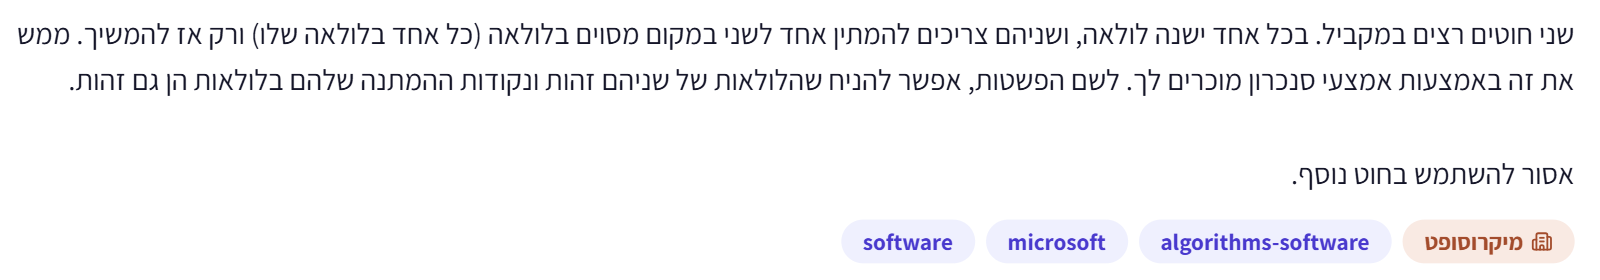 שני חוטים רצים במקביל. בכל אחד ישנה לולאה, ושניהם צריכים להמתין אחד לשני במקום מסוים בלולאה (כל אחד בלולאה שלו) ורק אז להמשיך. ממש
את זה באמצעות אמצעי סנכרון מוכרים לך. לשם הפשטות, אפשר להניח שהלולאות של שניהם זהות ונקודות ההמתנה שלהם בלולאות הן גם זהות.
אסור להשתמש בחוט נוסף.
מיקרוסופט algorithms-software microsoft software